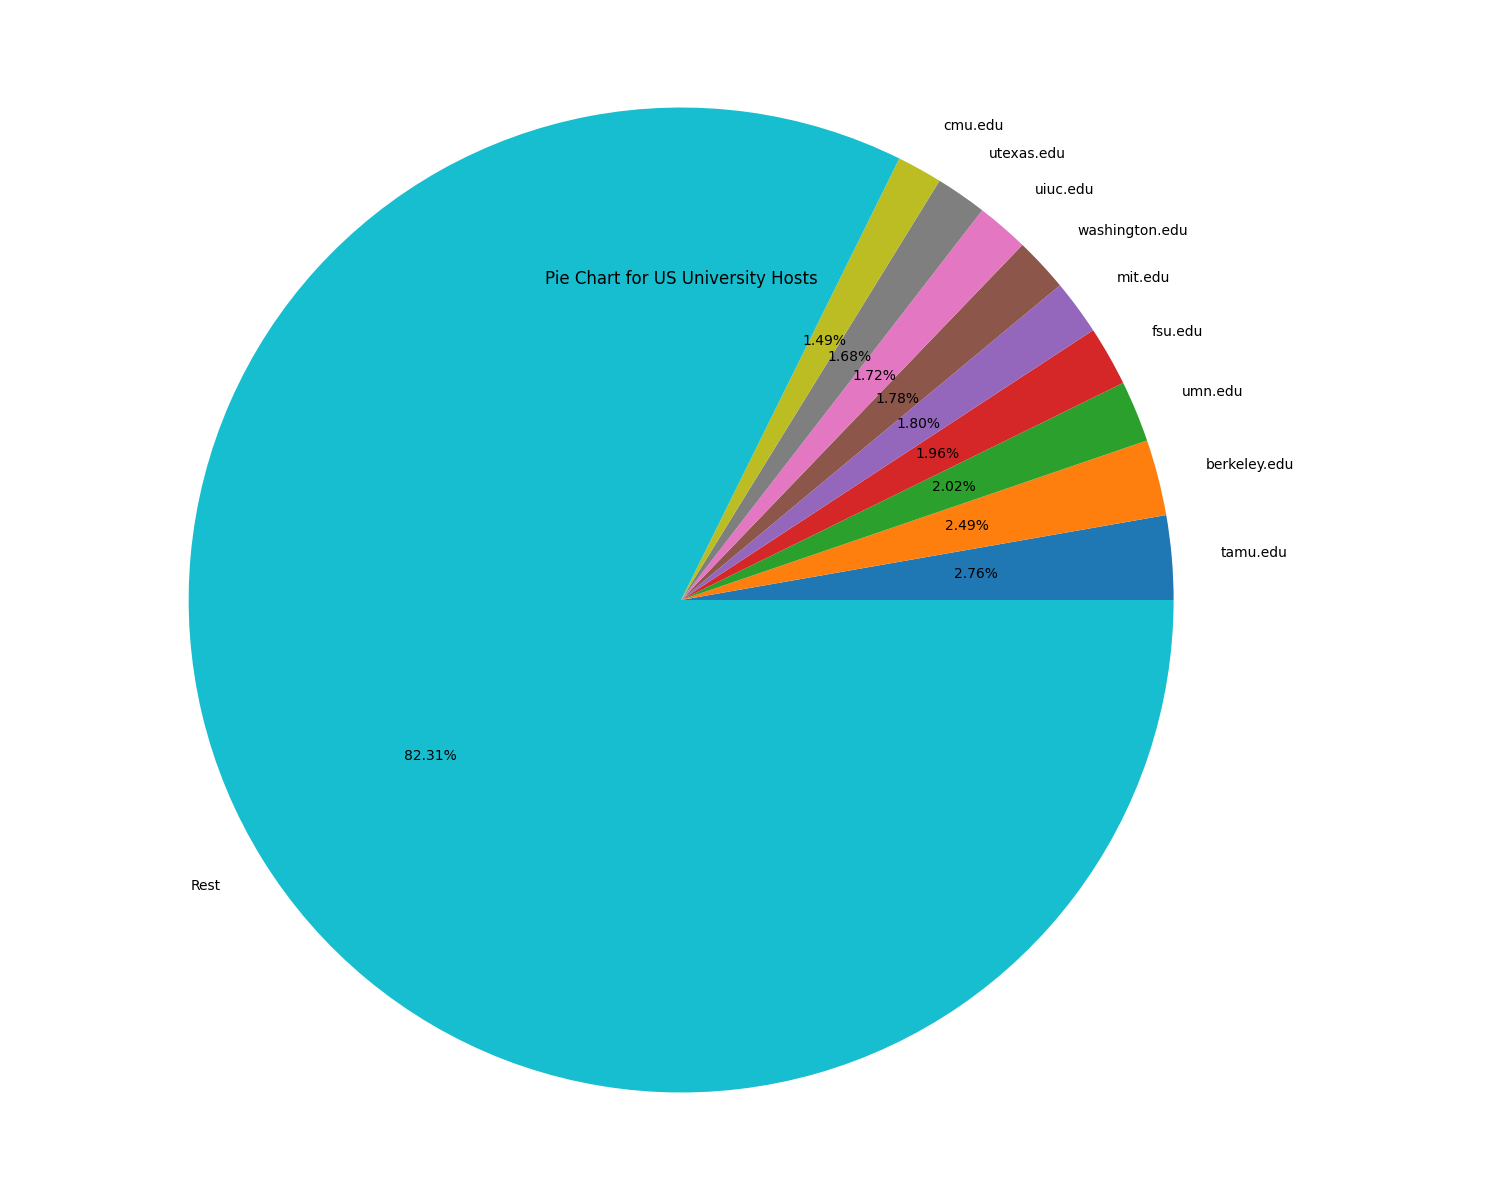 cmu.edu
utexas.edu
uiuc.edu
washington.edu
mit.edu
Pie Chart for US University Hosts
fsu.edu
1.49%
1.68%
1.72%
umn.edu
1.78%
1.80%
1.96%
berkeley.edu
2.02%
2.49%
tamu.edu
2.76%
82.31%
Rest